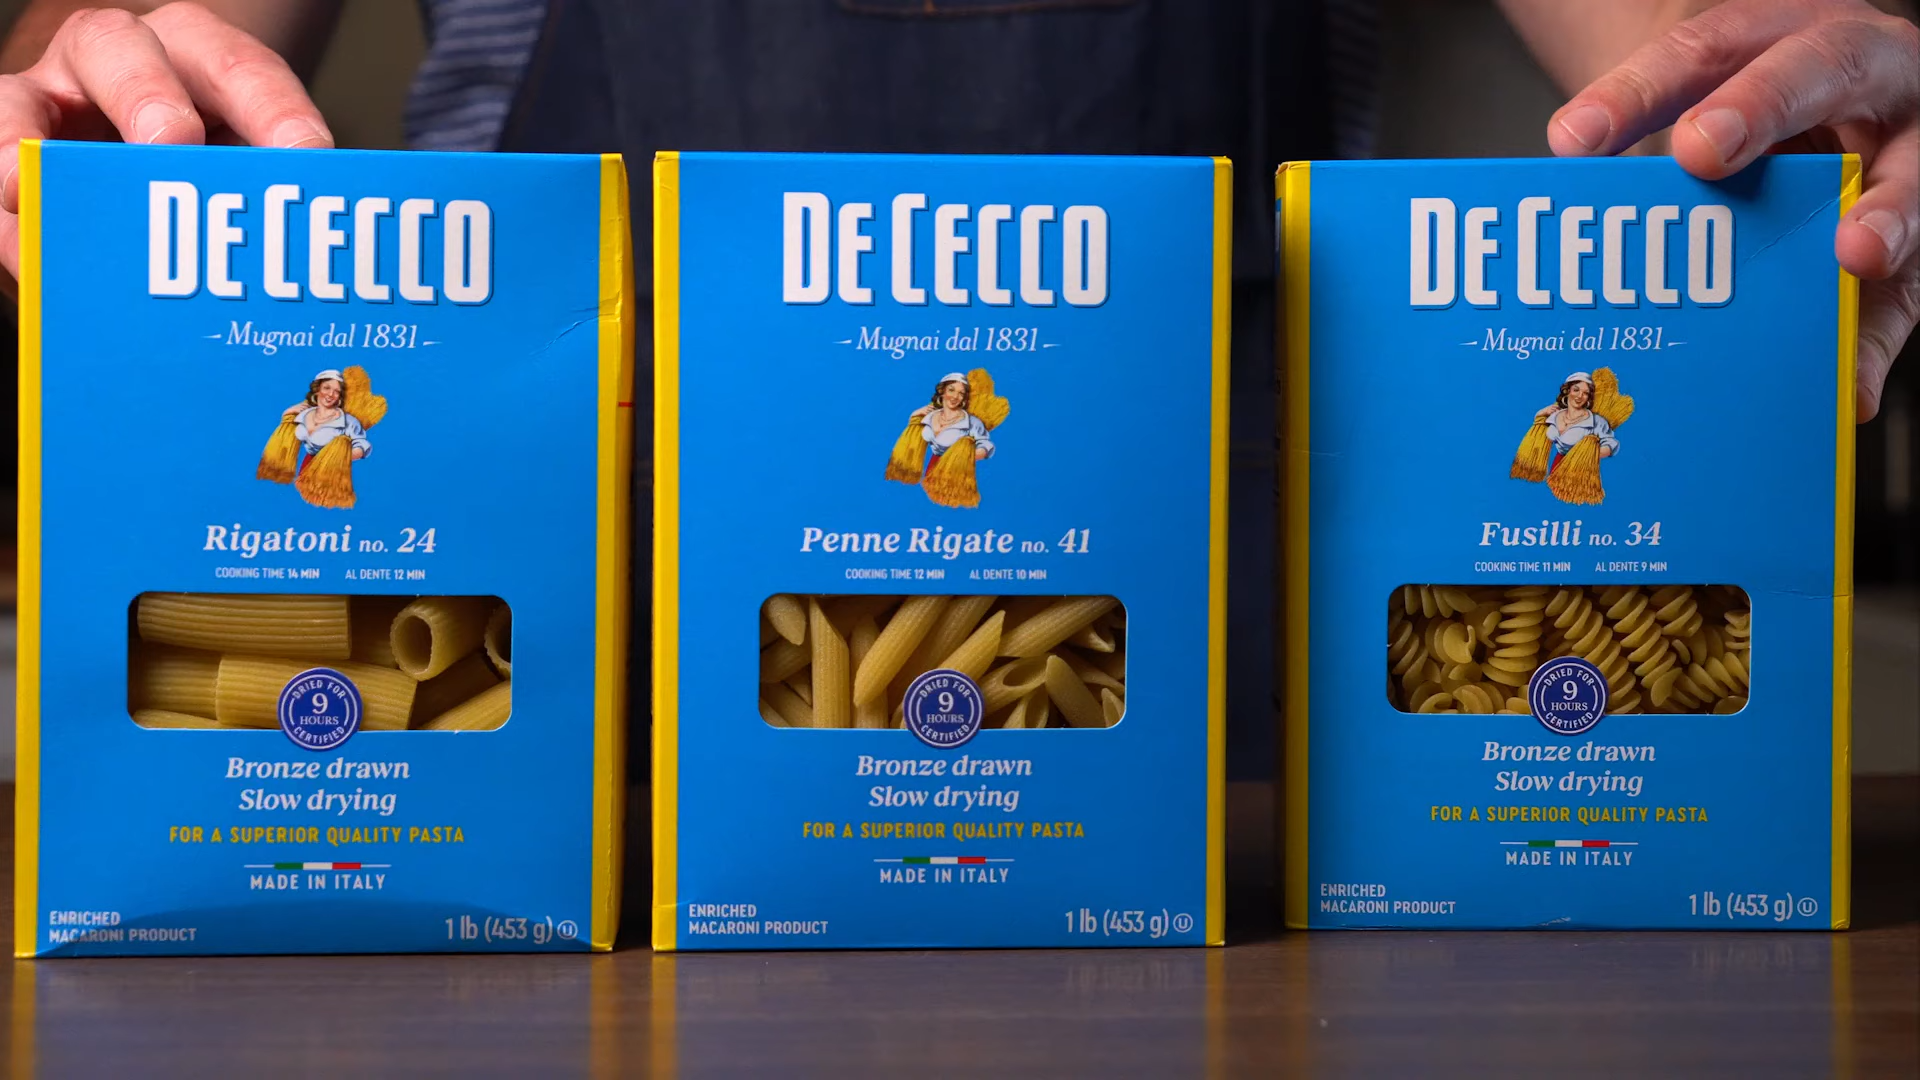 DE CECCO
Mugnai dal 1831
Rigatoni no. 24
COOKING TIME 14 MIN AL DENTE 12 MIN
DRIED FOR
9
HOURS
CERTIFIED
Bronze drawn
Slow drying
FOR A SUPERIOR QUALITY PASTA
MADE IN ITALY
ENRICHED
MACARONI PRODUCT
1 lb (453 g) U
DE CECCO
Mugnai dal 1831
Penne Rigate no. 41
COOKING TIME 12 MIN AL DENTE 10 MIN
DRIED FOR
9
HOURS
CERTIFIED
Bronze drawn
Slow drying
FOR A SUPERIOR QUALITY PASTA
MADE IN ITALY
ENRICHED
MACARONI PRODUCT
1 lb (453 g) U
DE CECCO
Mugnai dal 1831
Fusilli no. 34
COOKING TIME 11 MIN AL DENTE 9 MIN
DRIED FOR
9
HOURS
CERTIFIED
Bronze drawn
Slow drying
FOR A SUPERIOR QUALITY PASTA
MADE IN ITALY
ENRICHED
MACARONI PRODUCT
1 lb (453 g) U